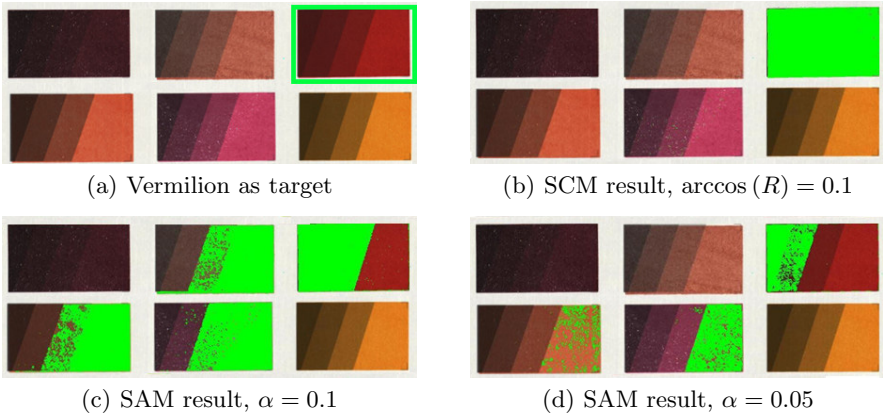 (a) Vermilion as target
(b) SCM result, arccos (R) = 0.1
(c) SAM result, α = 0.1
(d) SAM result, α = 0.05